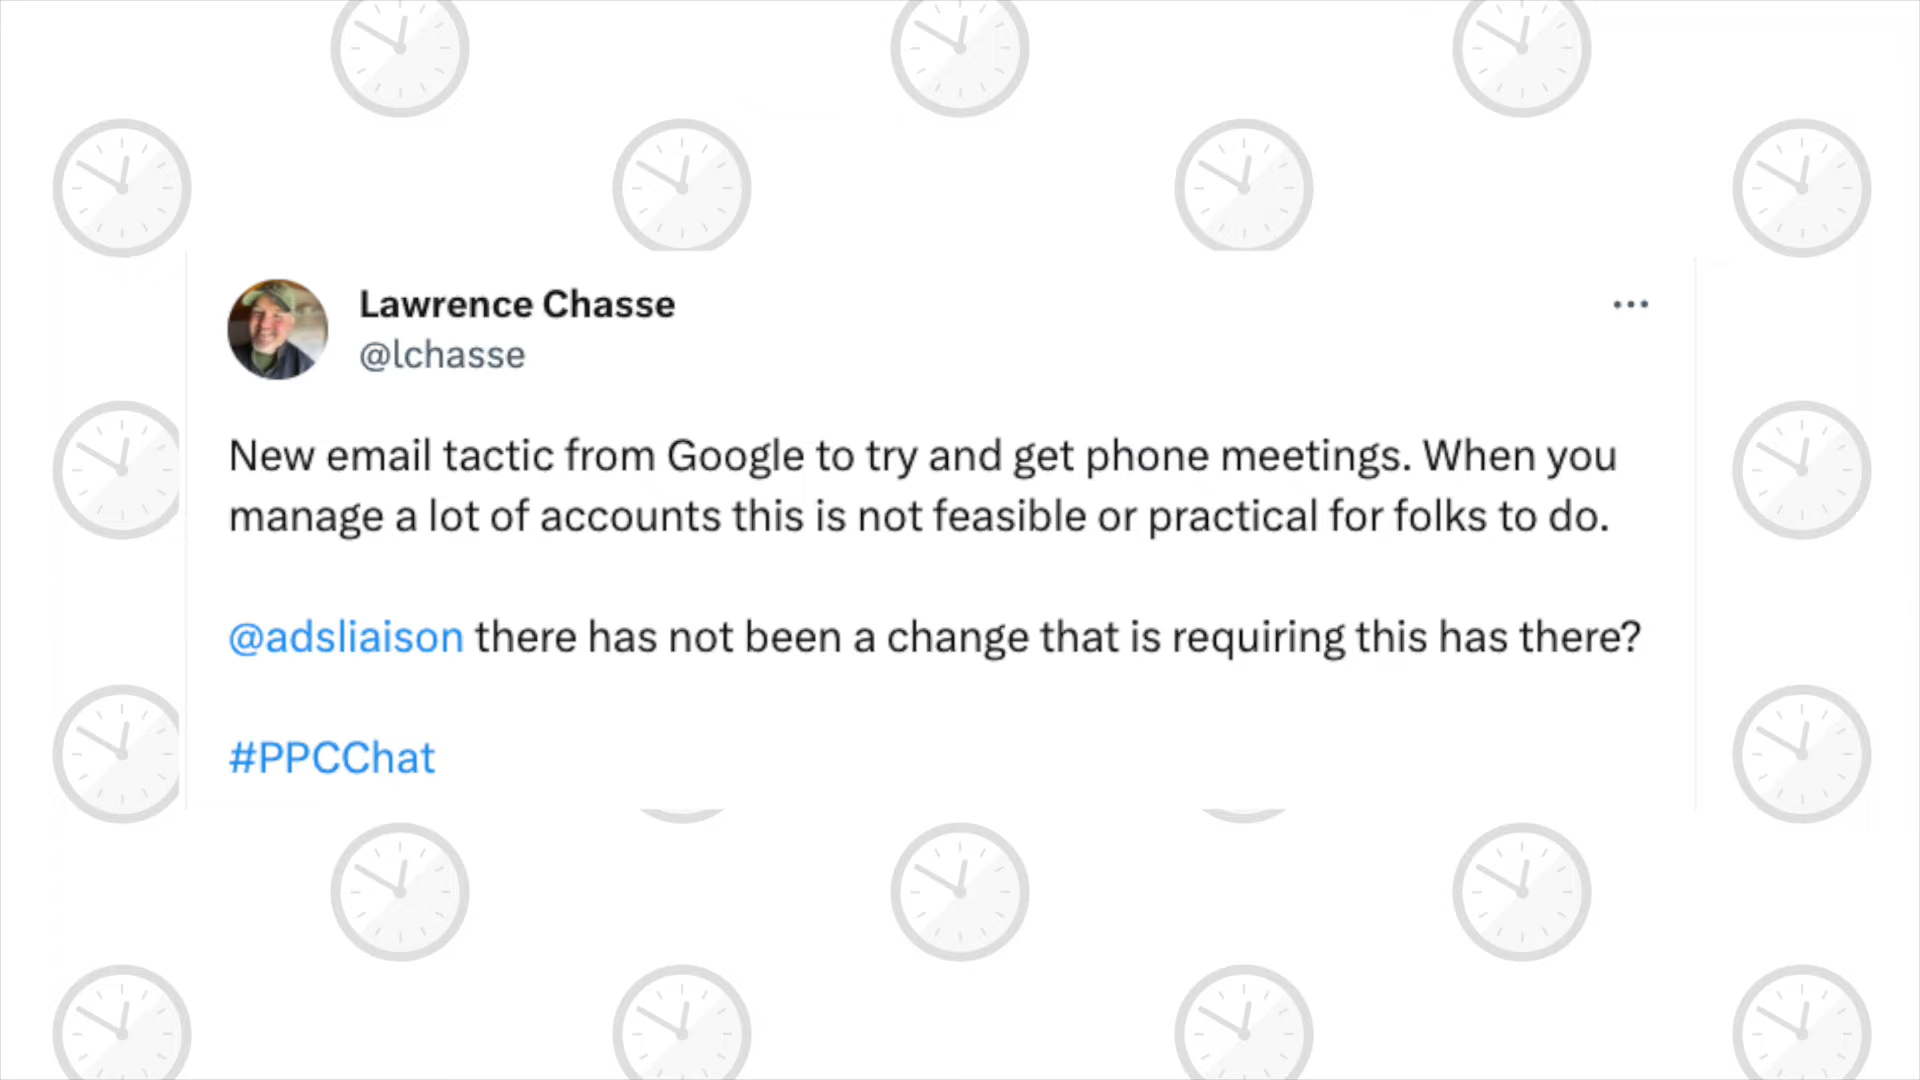 Lawrence Chasse
@lchasse
New email tactic from Google to try and get phone meetings. When you
manage a lot of accounts this is not feasible or practical for folks to do.
@adsliaison there has not been a change that is requiring this has there?
#PPCChat